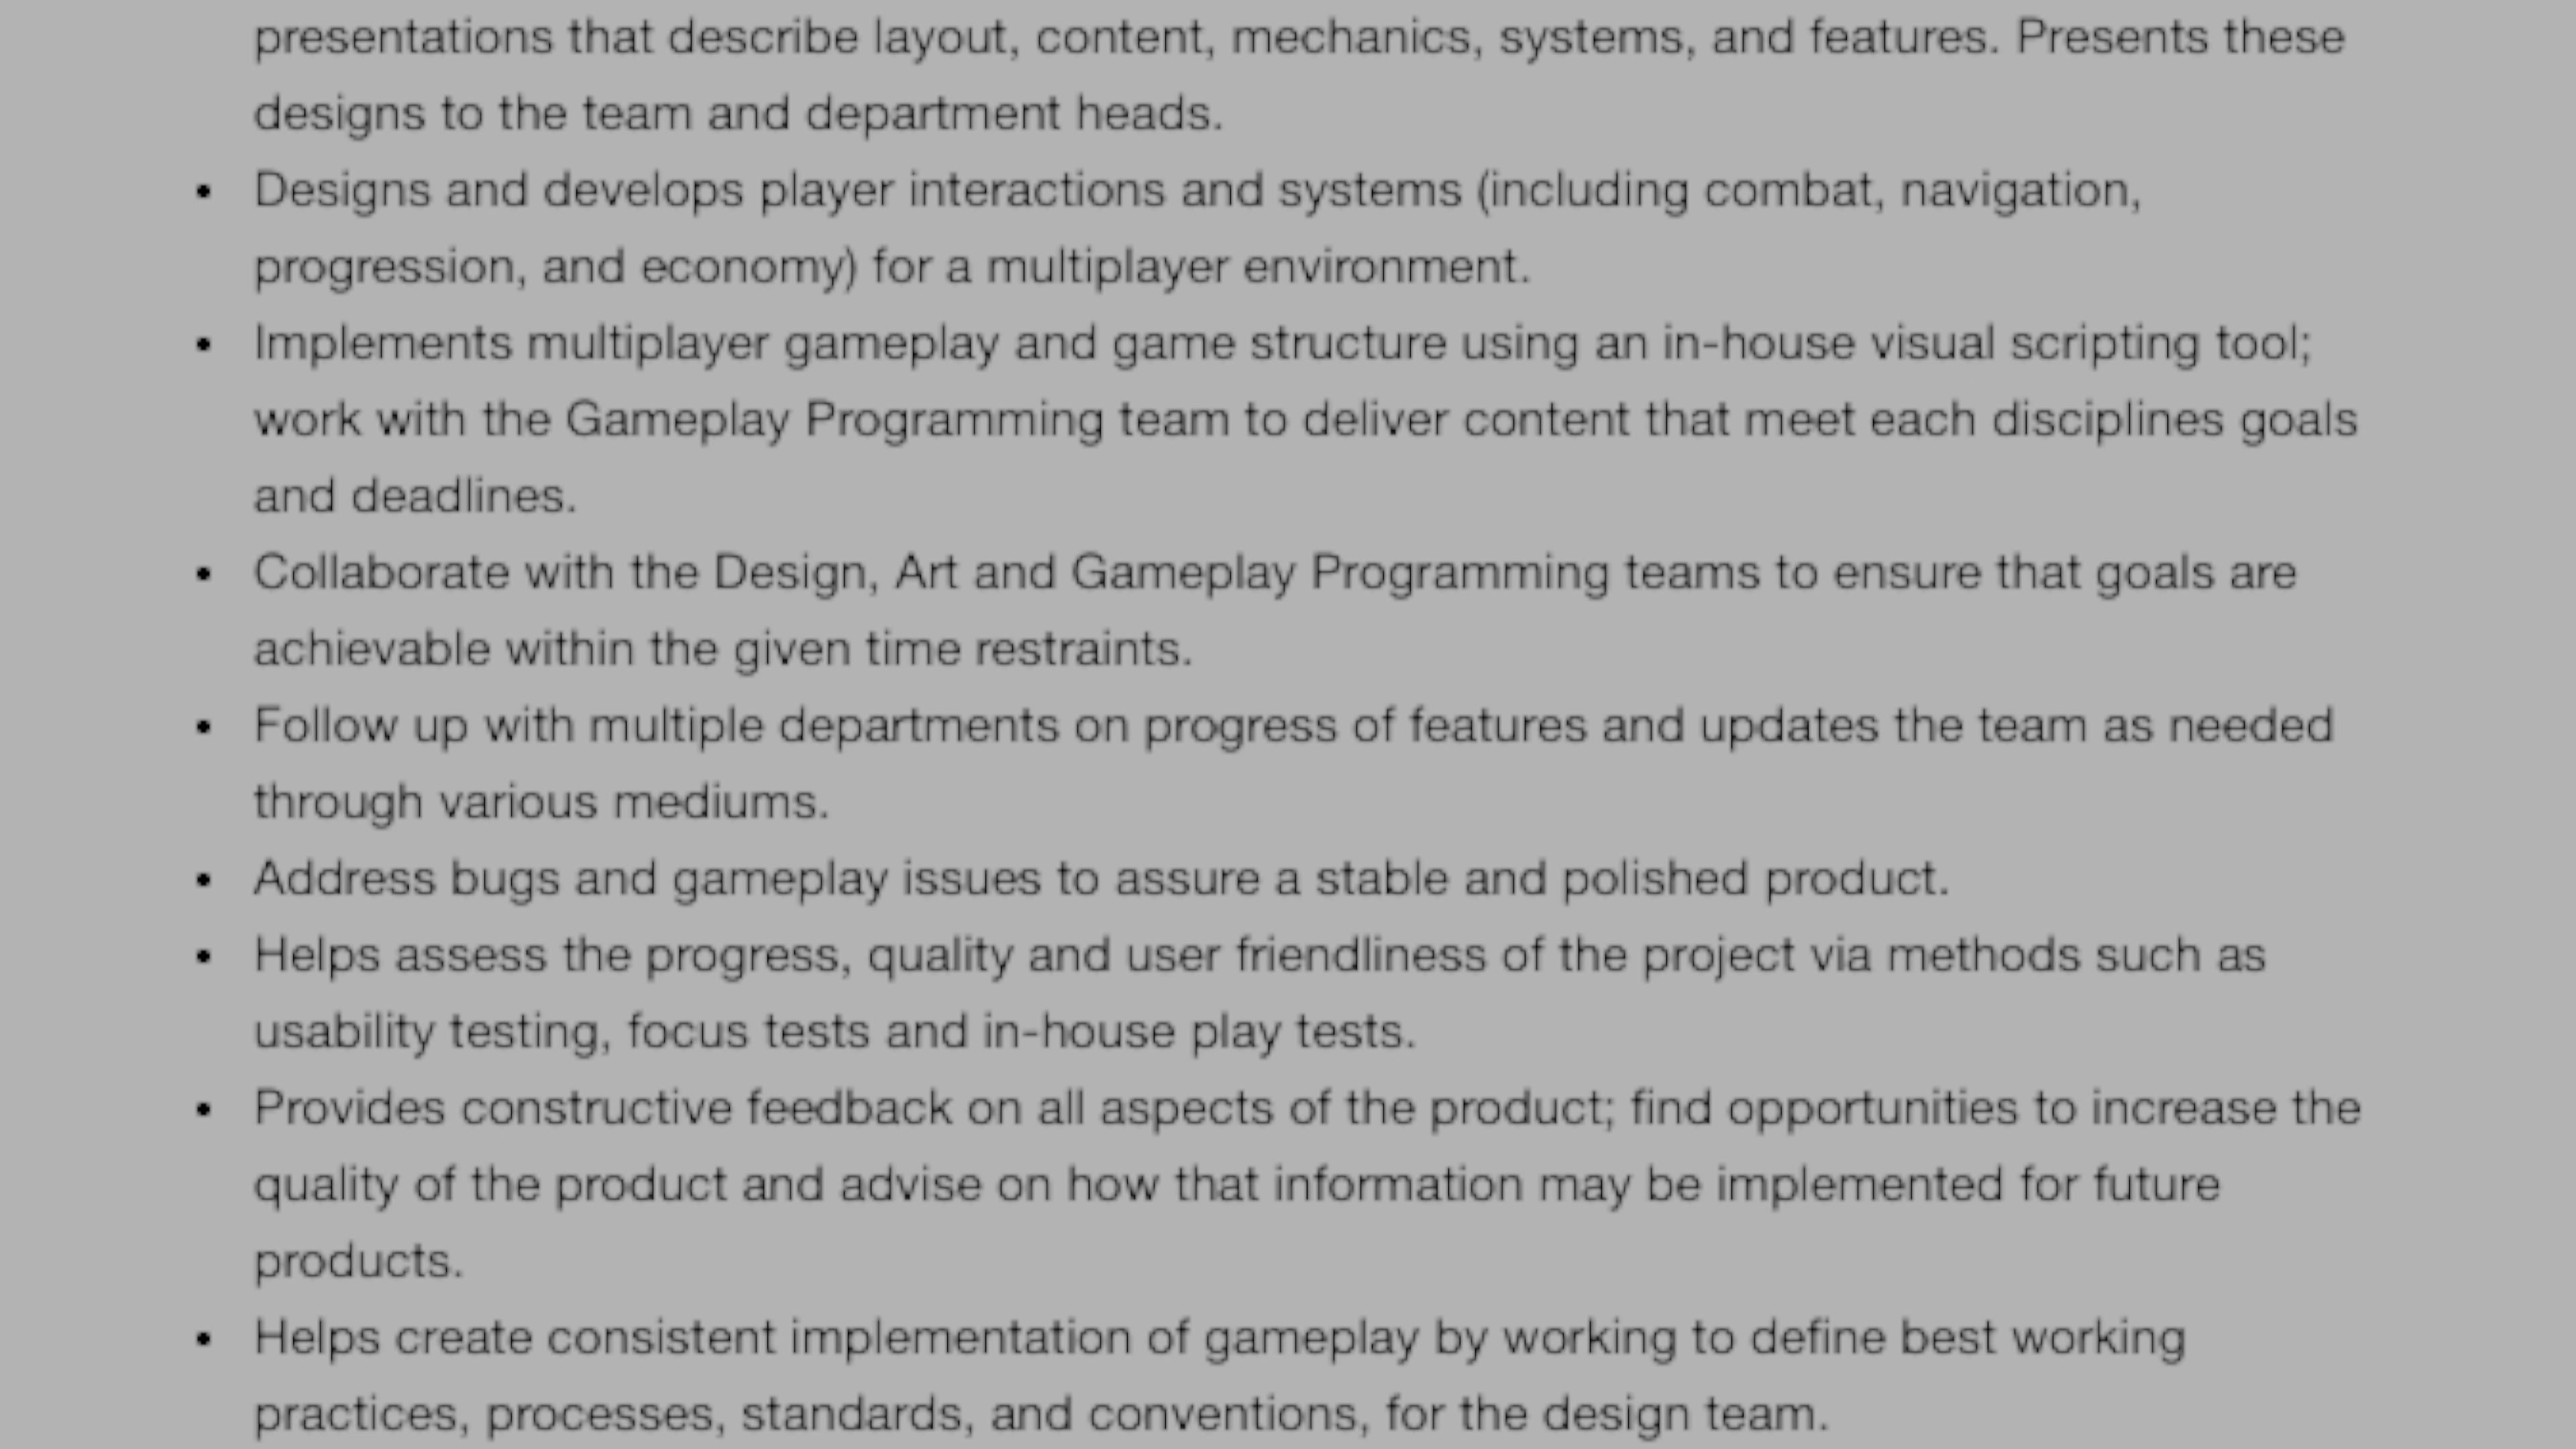 presentations that describe layout, content, mechanics, systems, and features. Presents these
designs to the team and department heads.
• Designs and develops player interactions and systems (including combat, navigation,
progression, and economy) for a multiplayer environment.
• Implements multiplayer gameplay and game structure using an in-house visual scripting tool;
work with the Gameplay Programming team to deliver content that meet each disciplines goals
and deadlines.
• Collaborate with the Design, Art and Gameplay Programming teams to ensure that goals are
achievable within the given time restraints.
• Follow up with multiple departments on progress of features and updates the team as needed
through various mediums.
• Address bugs and gameplay issues to assure a stable and polished product.
• Helps assess the progress, quality and user friendliness of the project via methods such as
usability testing, focus tests and in-house play tests.
• Provides constructive feedback on all aspects of the product; find opportunities to increase the
quality of the product and advise on how that information may be implemented for future
products.
• Helps create consistent implementation of gameplay by working to define best working
practices, processes, standards, and conventions, for the design team.